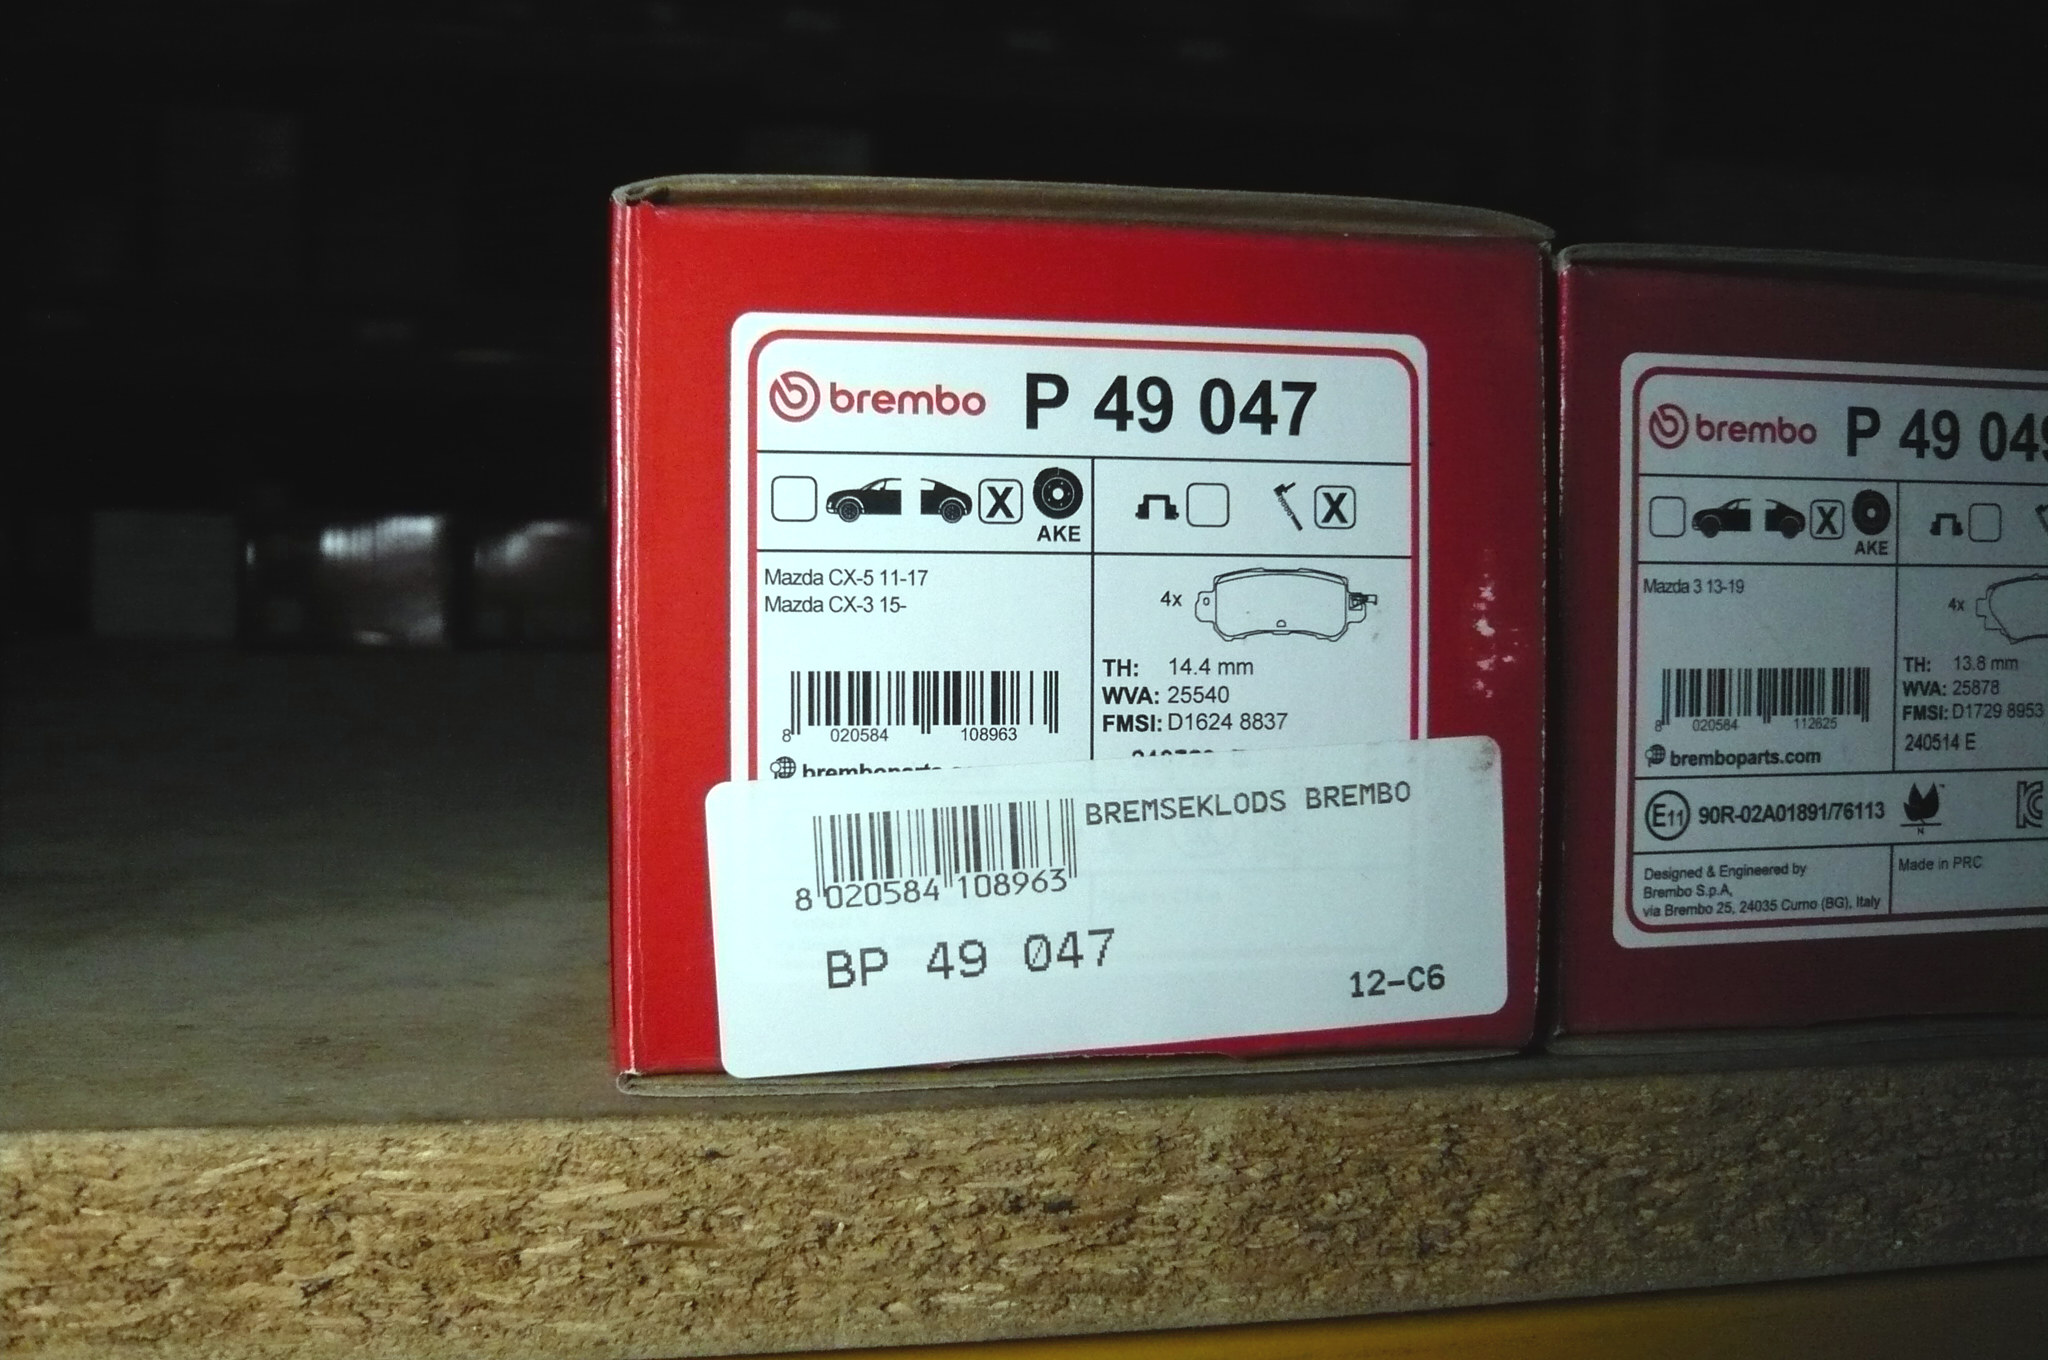 brembo P 49 047
X X
AKE
Mazda CX-5 11-17
Mazda CX-3 15-
4x
TH: 14.4 mm
WVA: 25540
FMSI: D1624 8837
8 020584 108963
BREMSEKLODS BREMBO
8 020584 108963
BP 49 047
12-C6
brembo P 49 049
X
AKE
Mazda 3 13-19
4x
TH: 13.8 mm
WVA: 25878
FMSI: D1729 8953
240514 E
8 020584 112625
bremboparts.com
E11 90R-02A01891/76113
N
Designed & Engineered by
Brembo S.p.A,
via Brembo 25, 24035 Curno (BG), Italy
Made in PRC